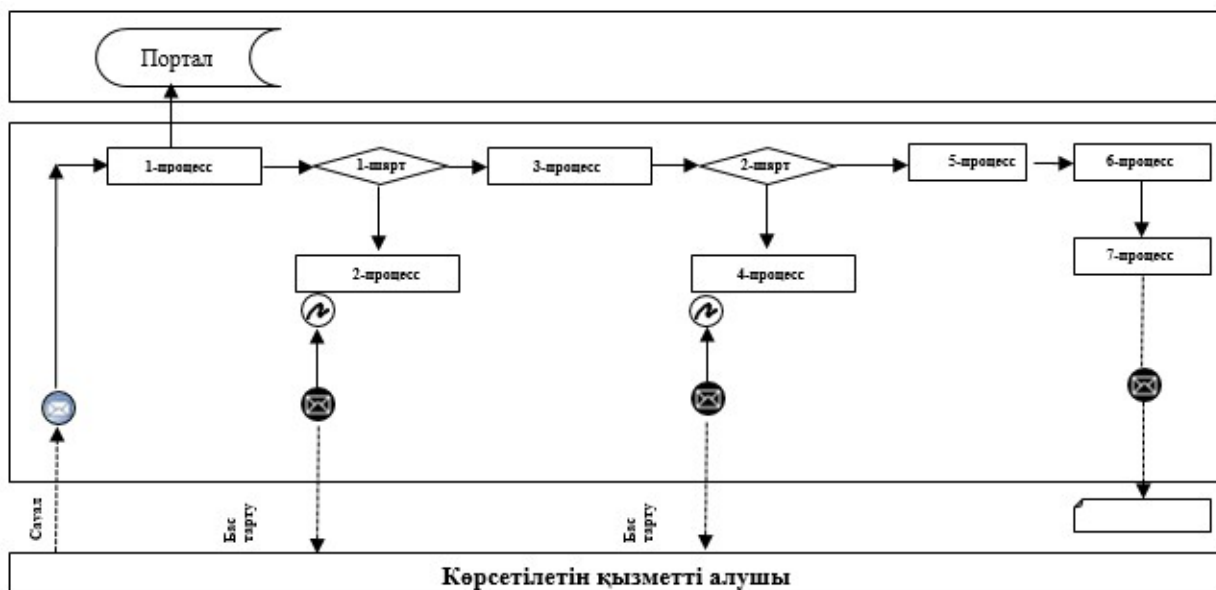 Портал
1-процесс
1-шарт
3-процесс
2-шарт
5-процесс
6-процесс
2-процесс
4-процесс
7-процесс
Сауал
Бас
тарту
Бас
тарту
Көрсетілетін қызметті алушы